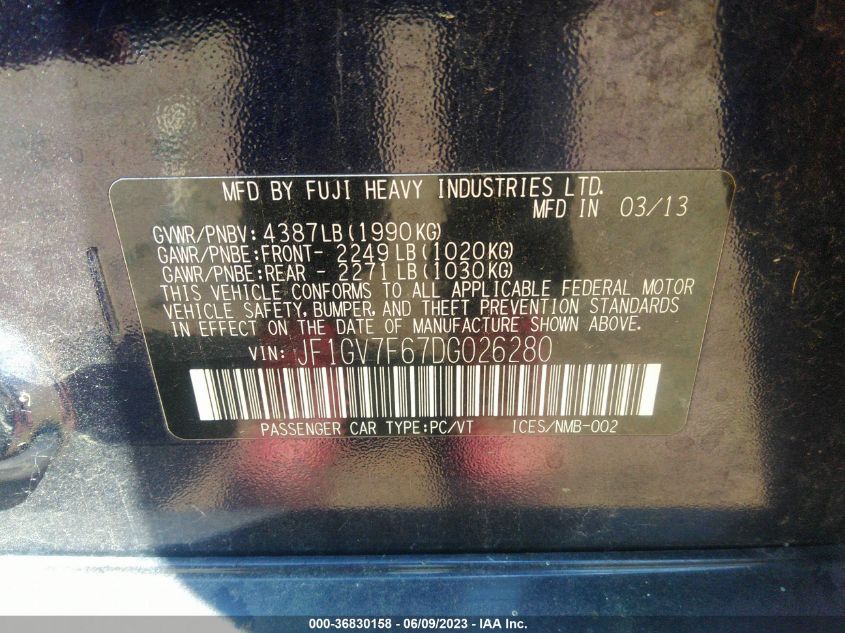 MFD BY FUJI HEAVY INDUSTRIES LTD.
MFD IN 03/13
GVWR/PNBV: 4387LB(1990KG)
GAWR/PNBE:FRONT- 2249LB(1020KG)
GAWR/PNBE:REAR - 2271LB(1030KG)
THIS VEHICLE CONFORMS TO ALL APPLICABLE FEDERAL MOTOR
VEHICLE SAFETY, BUMPER, AND THEFT PREVENTION STANDARDS
IN EFFECT ON THE DATE OF MANUFACTURE SHOWN ABOVE.
VIN: JF1GV7F67DG026280
PASSENGER CAR TYPE:PC/VT ICES/NMB-002
000-36830158 - 06/09/2023 - IAA Inc.